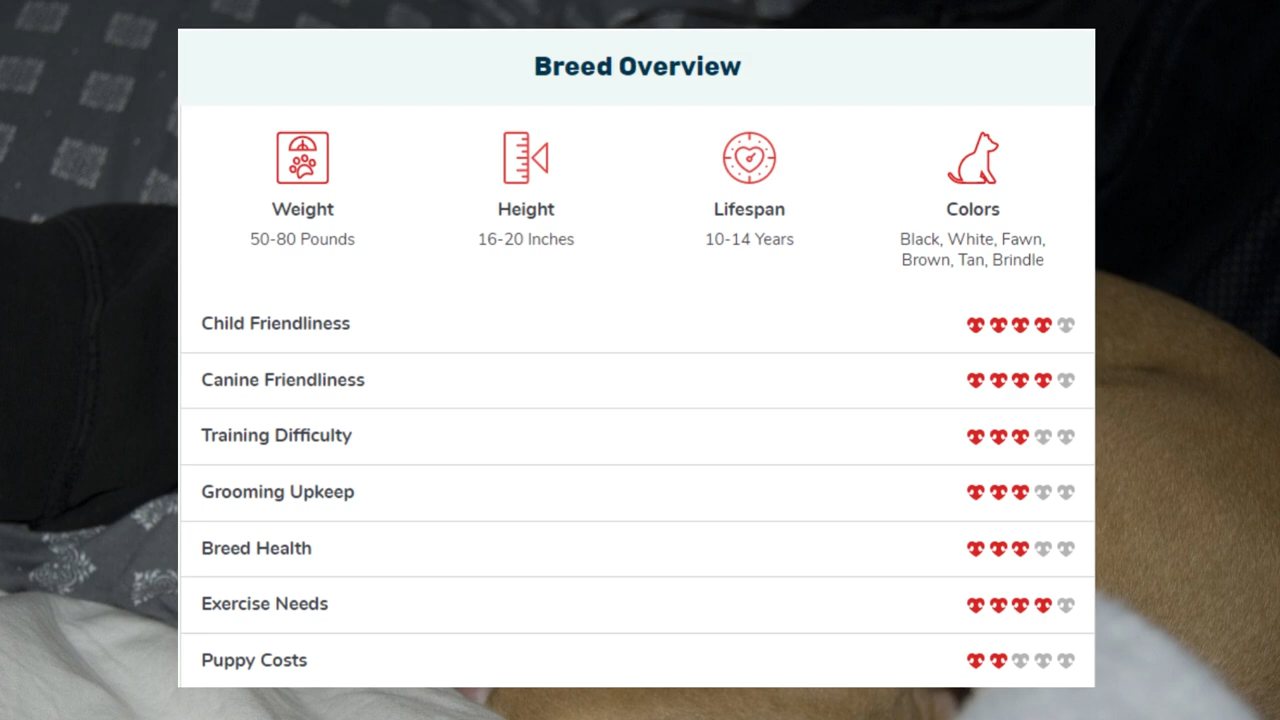 Breed Overview
Weight
Height
Lifespan
Colors
50-80 Pounds
16-20 Inches
10-14 Years
Black, White, Fawn,
Brown, Tan, Brindle
Child Friendliness
Canine Friendliness
Training Difficulty
Grooming Upkeep
Breed Health
Exercise Needs
Puppy Costs